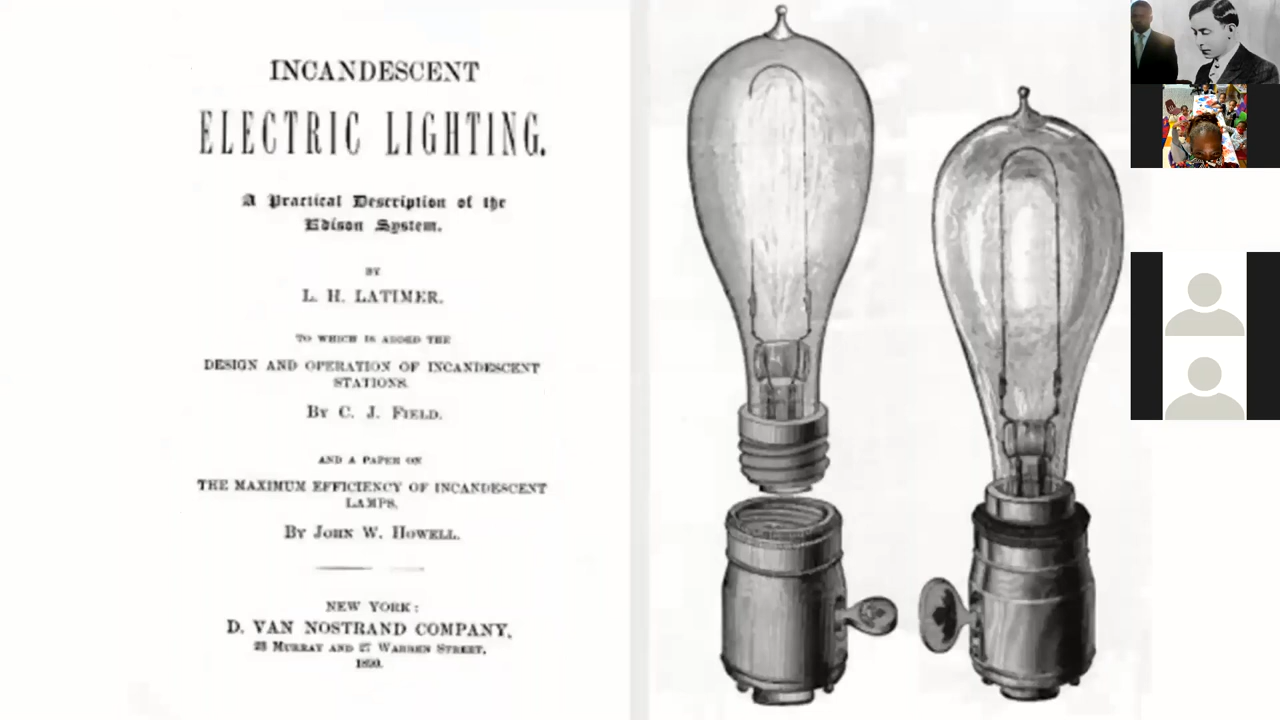 INCANDESCENT
ELECTRIC LIGHTING.
A Practical Description of the
Edison System.
BY
L. H. LATIMER.
TO WHICH IS ADDED THE
DESIGN AND OPERATION OF INCANDESCENT
STATIONS.
By C. J. FIELD.
AND A PAPER ON
THE MAXIMUM EFFICIENCY OF INCANDESCENT
LAMPS,
By JOHN W. HOWELL.
NEW YORK:
D. VAN NOSTRAND COMPANY,
23 MURRAY AND 27 WARREN STREET,
1890.